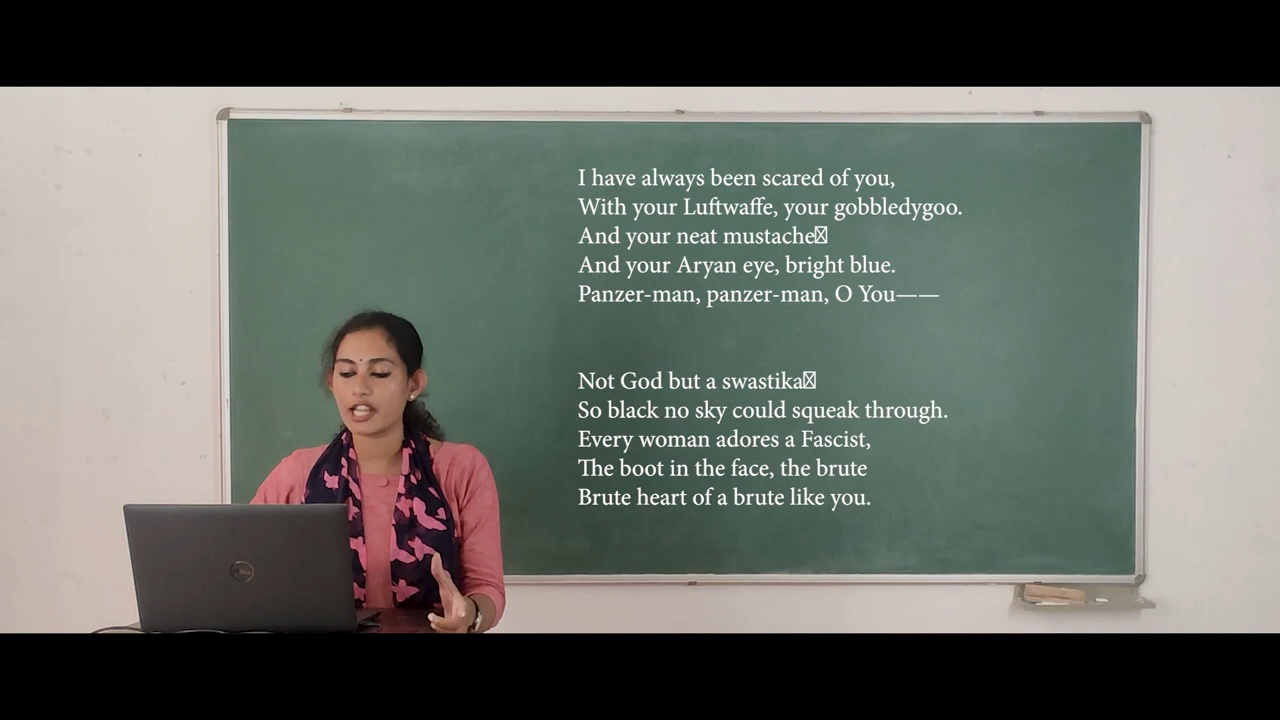 I have always been scared of you,
With your Luftwaffe, your gobbledygoo.
And your neat mustache
And your Aryan eye, bright blue.
Panzer-man, panzer-man, O You——
Not God but a swastika
So black no sky could squeak through.
Every woman adores a Fascist,
The boot in the face, the brute
Brute heart of a brute like you.